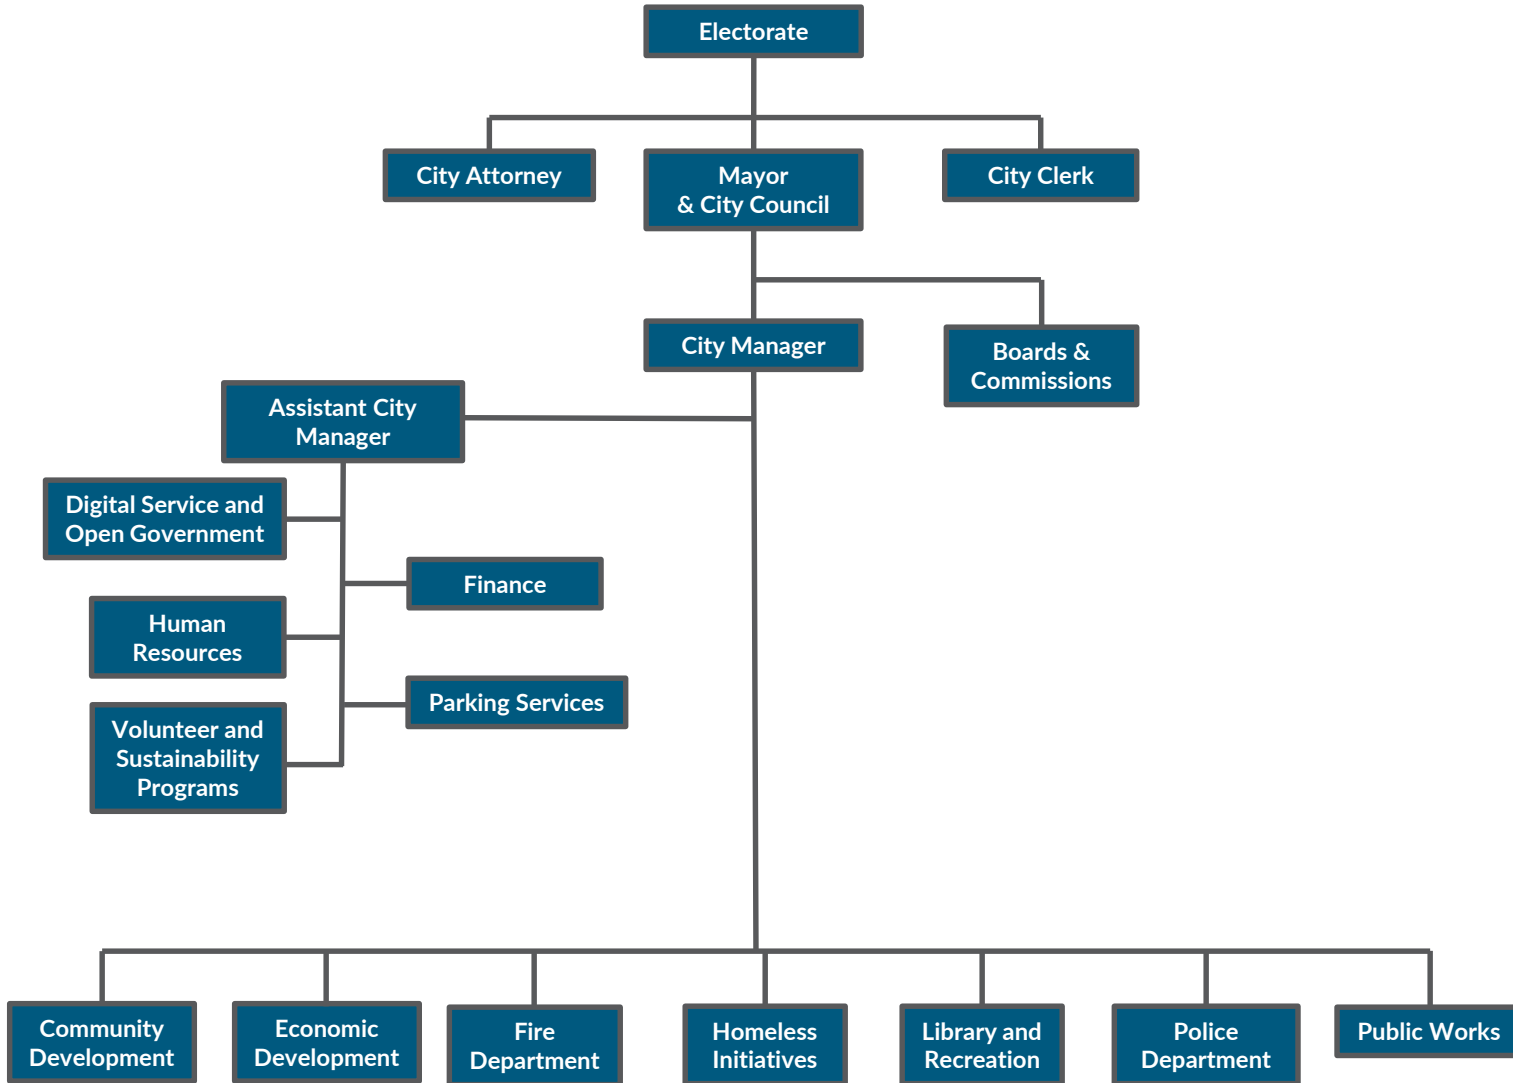 Electorate
City Attorney
Mayor
& City Council
City Clerk
City Manager
Boards &
Commissions
Assistant City
Manager
Digital Service and
Open Government
Finance
Human
Resources
Parking Services
Volunteer and
Sustainability
Programs
Community
Development
Economic
Development
Fire
Department
Homeless
Initiatives
Library and
Recreation
Police
Department
Public Works